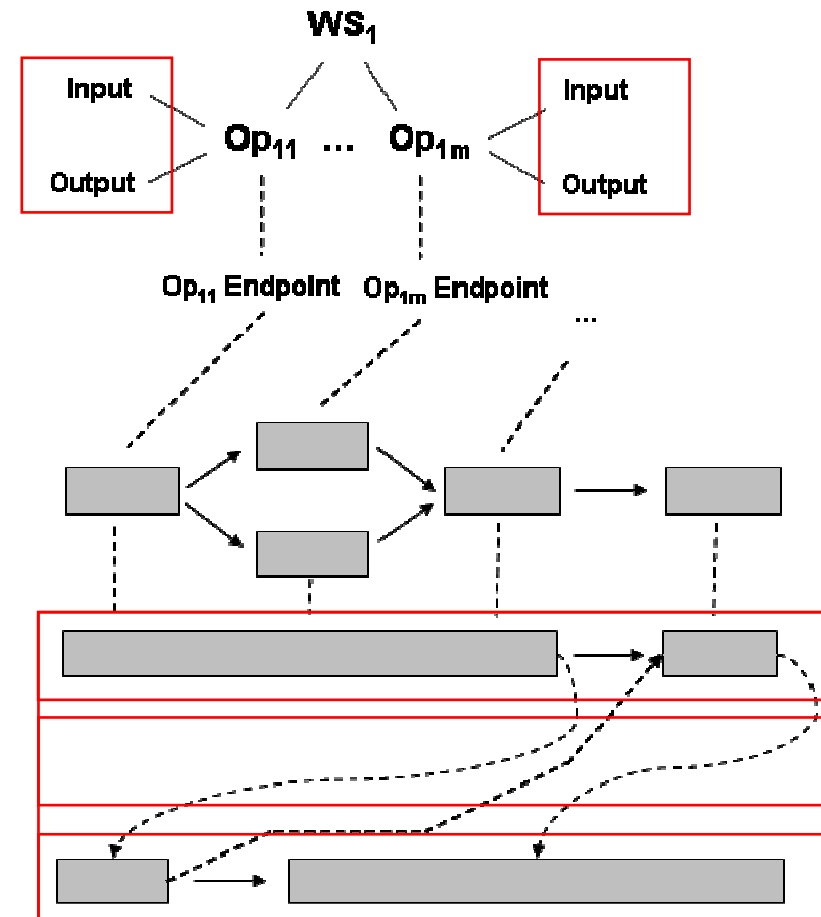 WS1
Input
Input
Op11 ... Op1m
Output
Output
Op11 Endpoint Op1m Endpoint
...